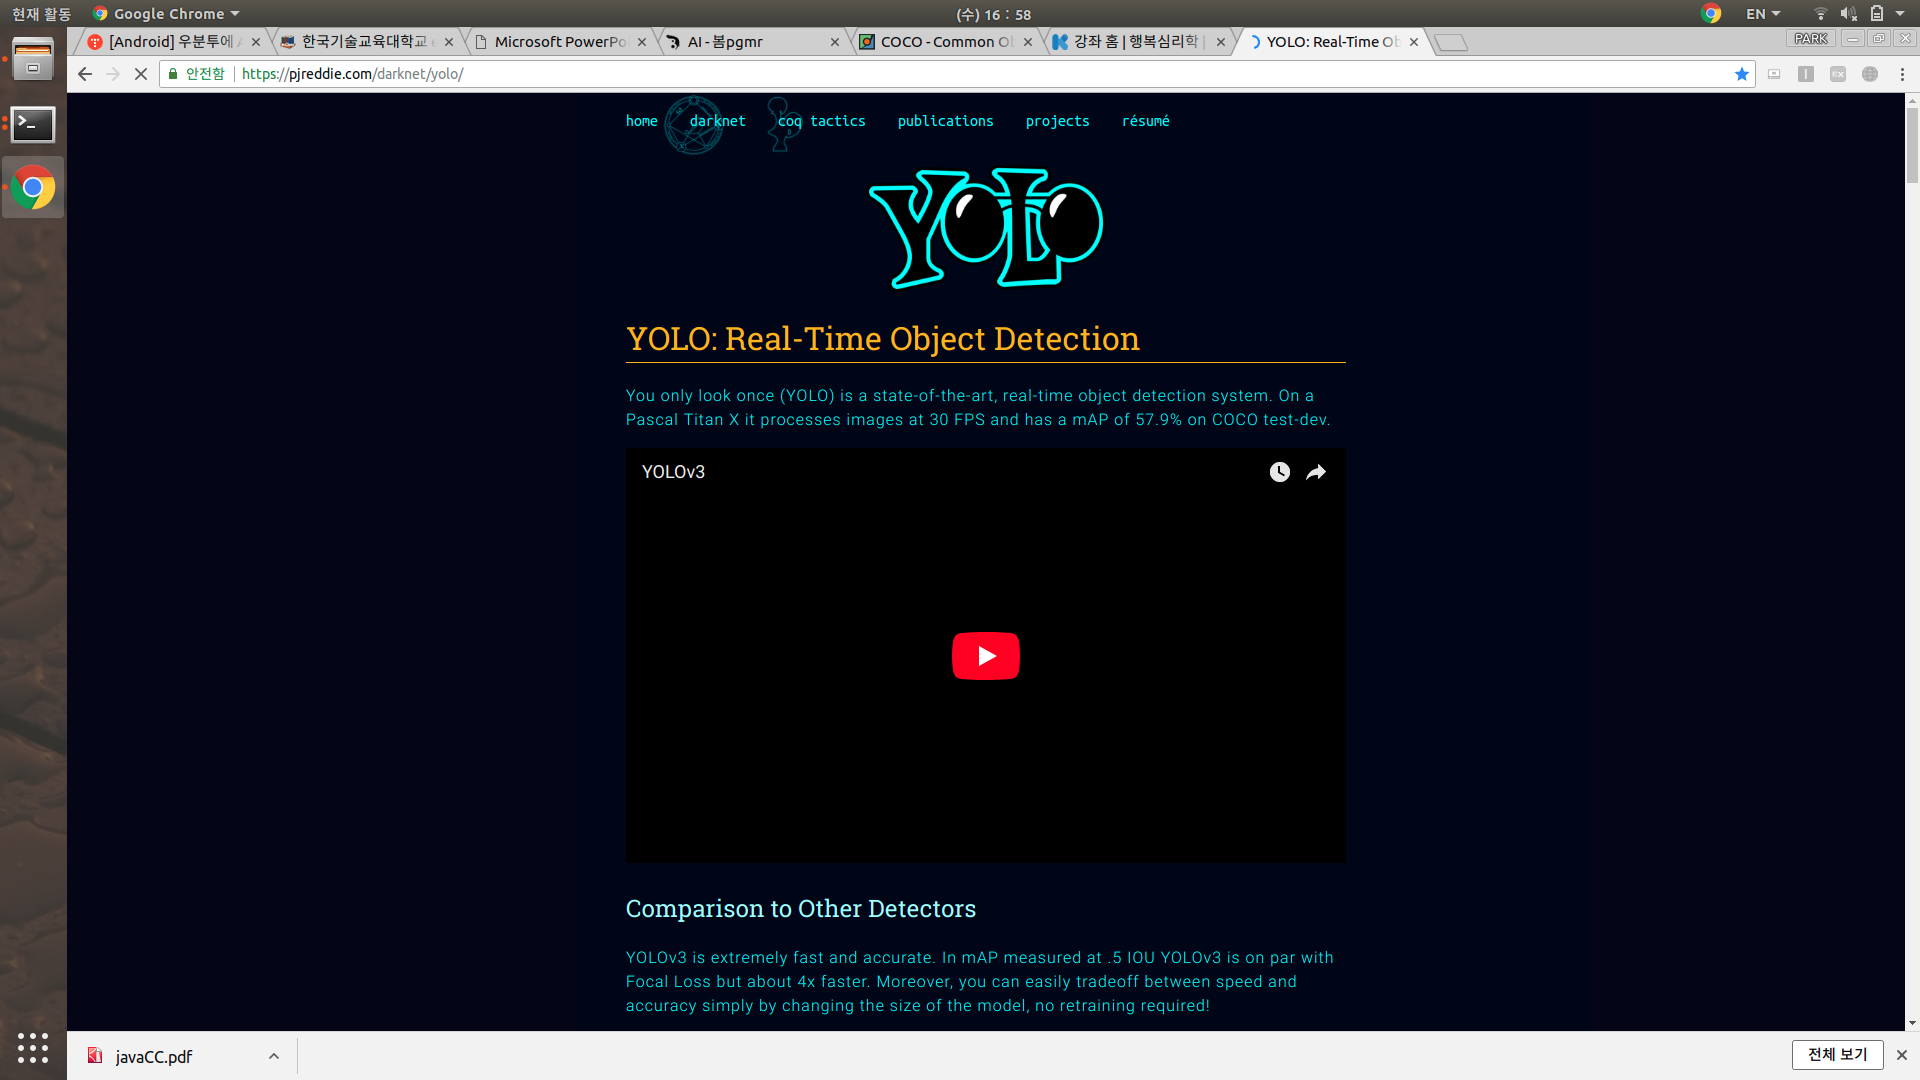 현재 활동
Google Chrome
(수) 16 : 58
EN
[Android] 우분투에
한국기술교육대학교
Microsoft PowerPo
AI - 봄pgmr
COCO - Common Ob
강좌 홈 | 행복심리학 |
YOLO: Real-Time Ob
PARK
안전함
https://pjreddie.com/darknet/yolo/
home
darknet
coq tactics
publications
projects
résumé
YOLO
YOLO: Real-Time Object Detection
You only look once (YOLO) is a state-of-the-art, real-time object detection system. On a
Pascal Titan X it processes images at 30 FPS and has a mAP of 57.9% on COCO test-dev.
YOLOv3
Comparison to Other Detectors
YOLOv3 is extremely fast and accurate. In mAP measured at .5 IOU YOLOv3 is on par with
Focal Loss but about 4x faster. Moreover, you can easily tradeoff between speed and
accuracy simply by changing the size of the model, no retraining required!
javaCC.pdf
전체 보기